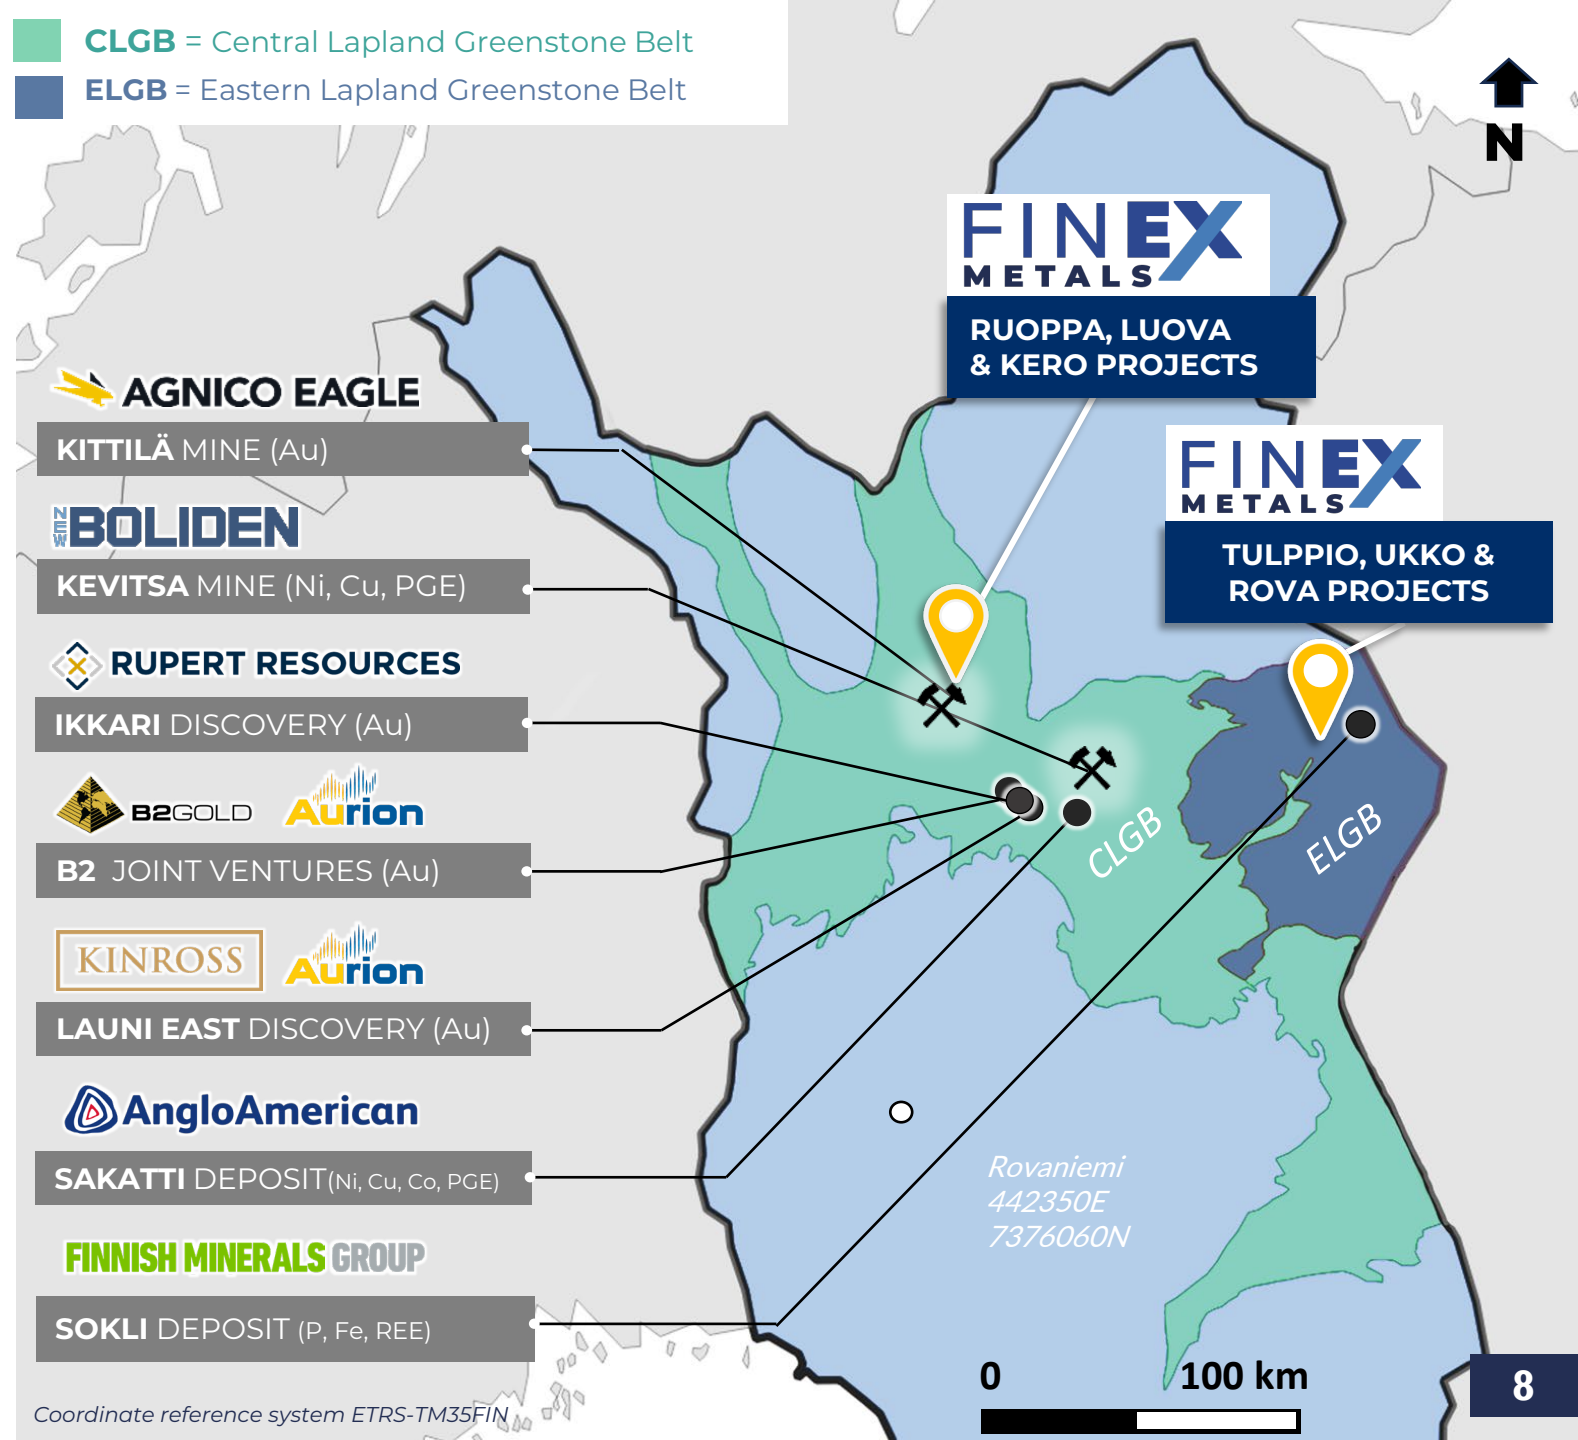 CLGB = Central Lapland Greenstone Belt
ELGB = Eastern Lapland Greenstone Belt
N
FINEX
METALS
RUOPPA, LUOVA
& KERO PROJECTS
FINEX
METALS
TULPPIO, UKKO &
ROVA PROJECTS
AGNICO EAGLE
KITTILÄ MINE (Au)
NEW BOLIDEN
KEVITSA MINE (Ni, Cu, PGE)
RUPERT RESOURCES
IKKARI DISCOVERY (Au)
B2GOLD Aurion
B2 JOINT VENTURES (Au)
KINROSS Aurion
LAUNI EAST DISCOVERY (Au)
AngloAmerican
SAKATTI DEPOSIT(Ni, Cu, Co, PGE)
FINNISH MINERALS GROUP
SOKLI DEPOSIT (P, Fe, REE)
CLGB
ELGB
Rovaniemi
442350E
7376060N
0 100 km
Coordinate reference system ETRS-TM35FIN
8